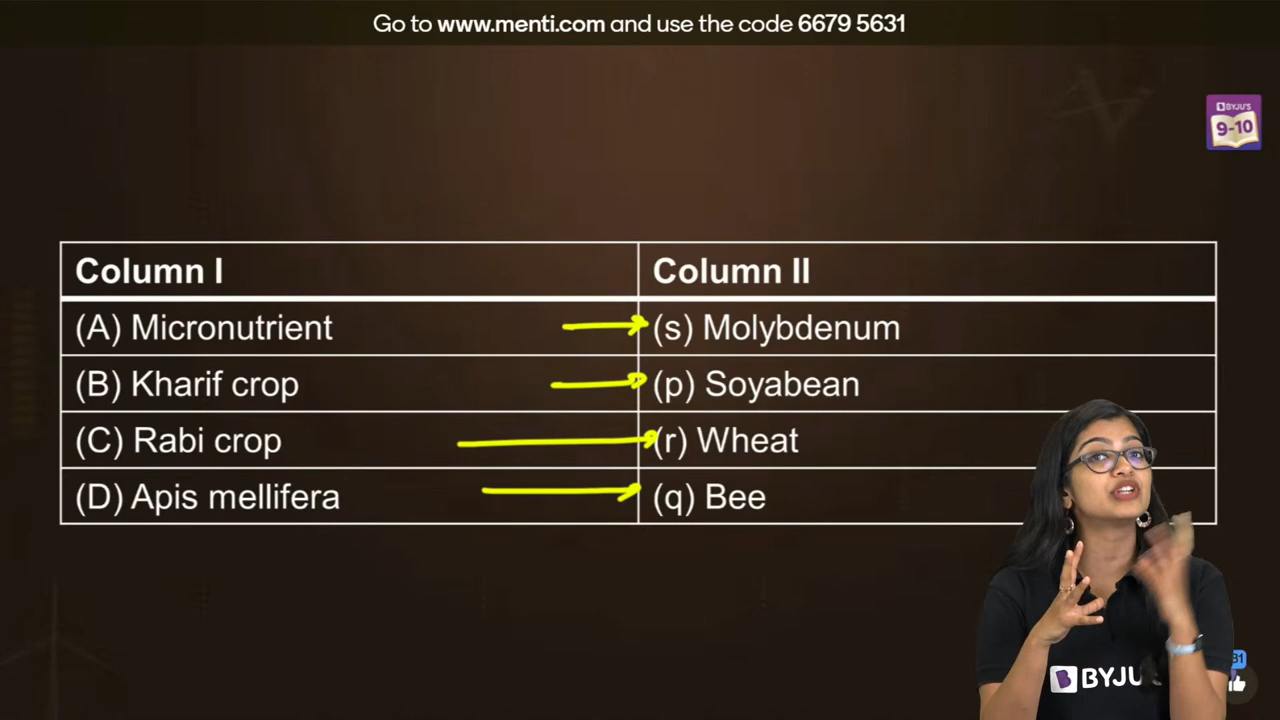 Go to www.menti.com and use the code 6679 5631
BYJU'S
9-10
Column I Column II
(A) Micronutrient (s) Molybdenum
(B) Kharif crop (p) Soyabean
(C) Rabi crop (r) Wheat
(D) Apis mellifera (q) Bee
BYJU